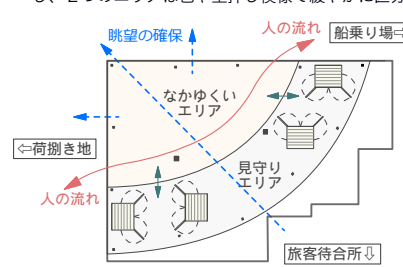 眺望の確保
人の流れ
船乗り場⇨
なかゆくい
エリア
⇦荷捌き地
見守り
エリア
人の流れ
旅客待合所⇩